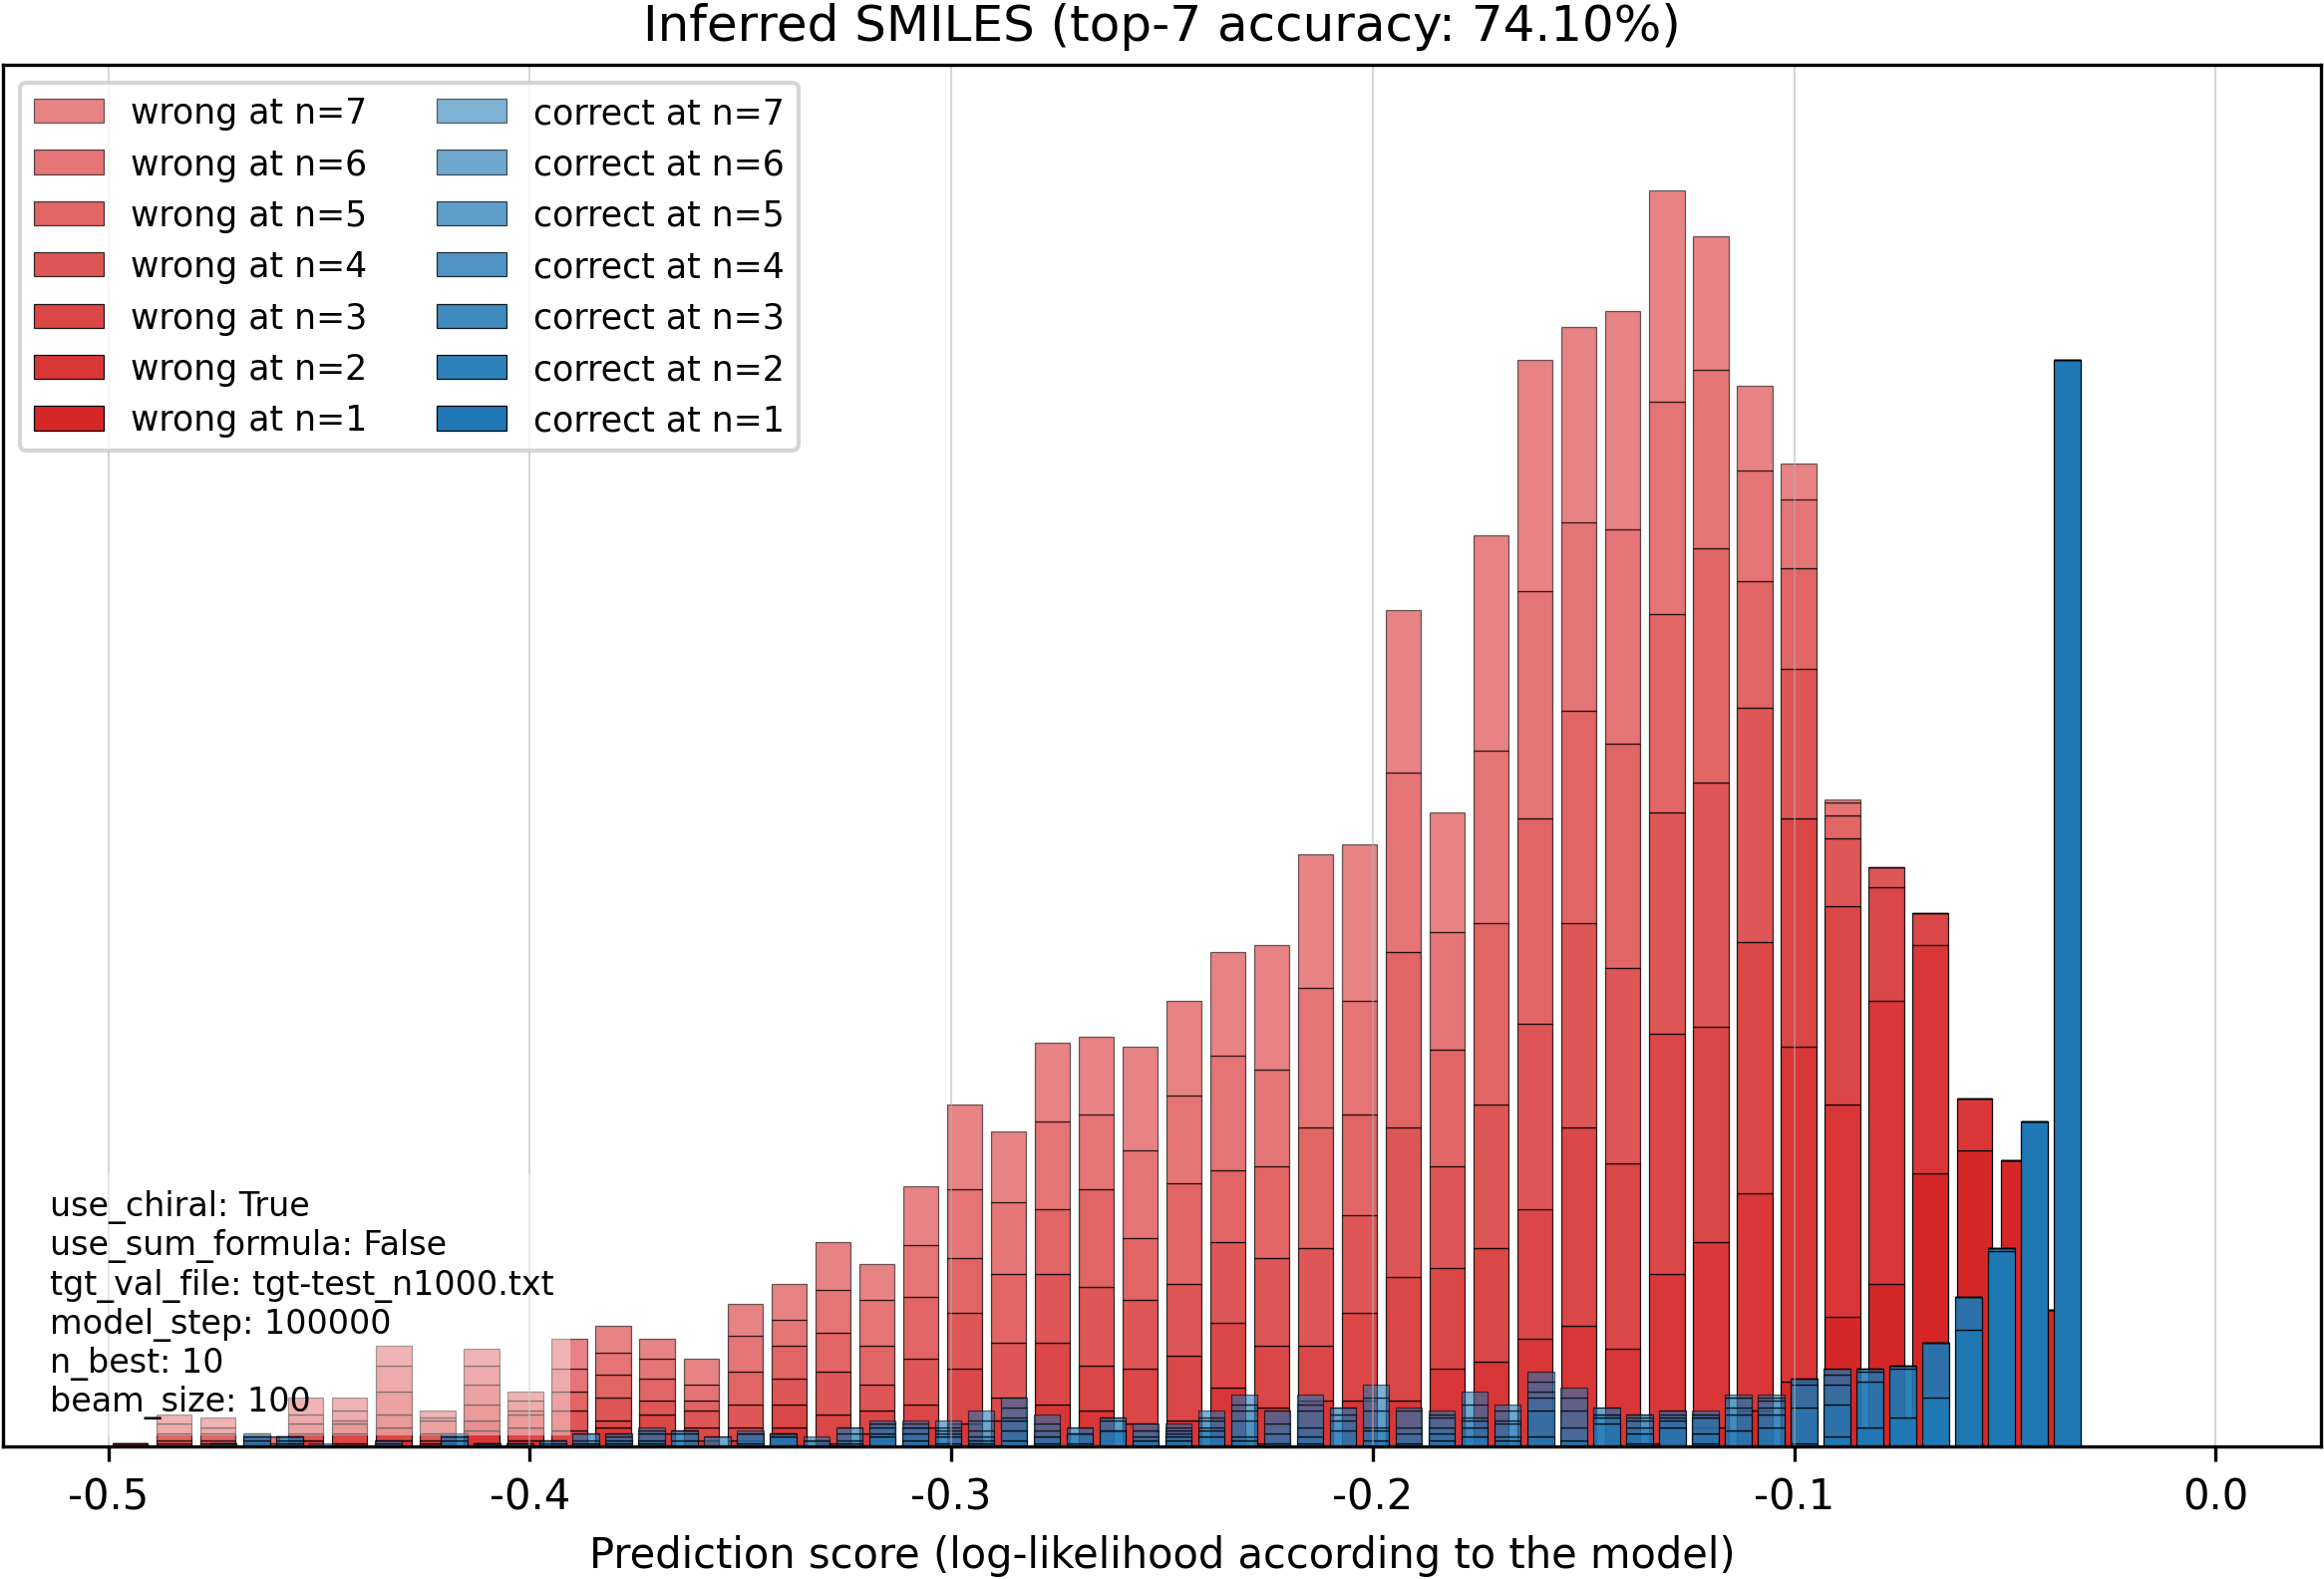 Inferred SMILES (top-7 accuracy: 74.10%)
wrong at n=7
wrong at n=6
wrong at n=5
wrong at n=4
wrong at n=3
wrong at n=2
wrong at n=1
correct at n=7
correct at n=6
correct at n=5
correct at n=4
correct at n=3
correct at n=2
correct at n=1
use_chiral: True
use_sum_formula: False
tgt_val_file: tgt-test_n1000.txt
model_step: 100000
n_best: 10
beam_size: 100
-0.5 -0.4 -0.3 -0.2 -0.1 0.0
Prediction score (log-likelihood according to the model)